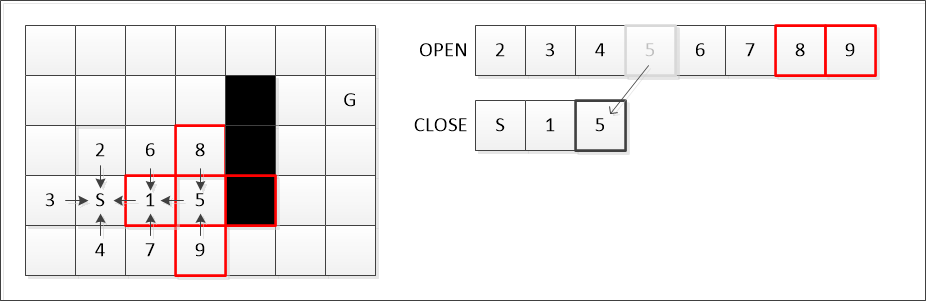 OPEN 2 3 4 5 6 7 8 9
G
CLOSE S 1 5
2 6 8
3 S 1 5
4 7 9